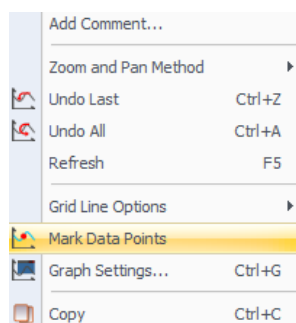 Add Comment...
Zoom and Pan Method
Undo Last Ctrl+Z
Undo All Ctrl+A
Refresh F5
Grid Line Options
Mark Data Points
Graph Settings... Ctrl+G
Copy Ctrl+C